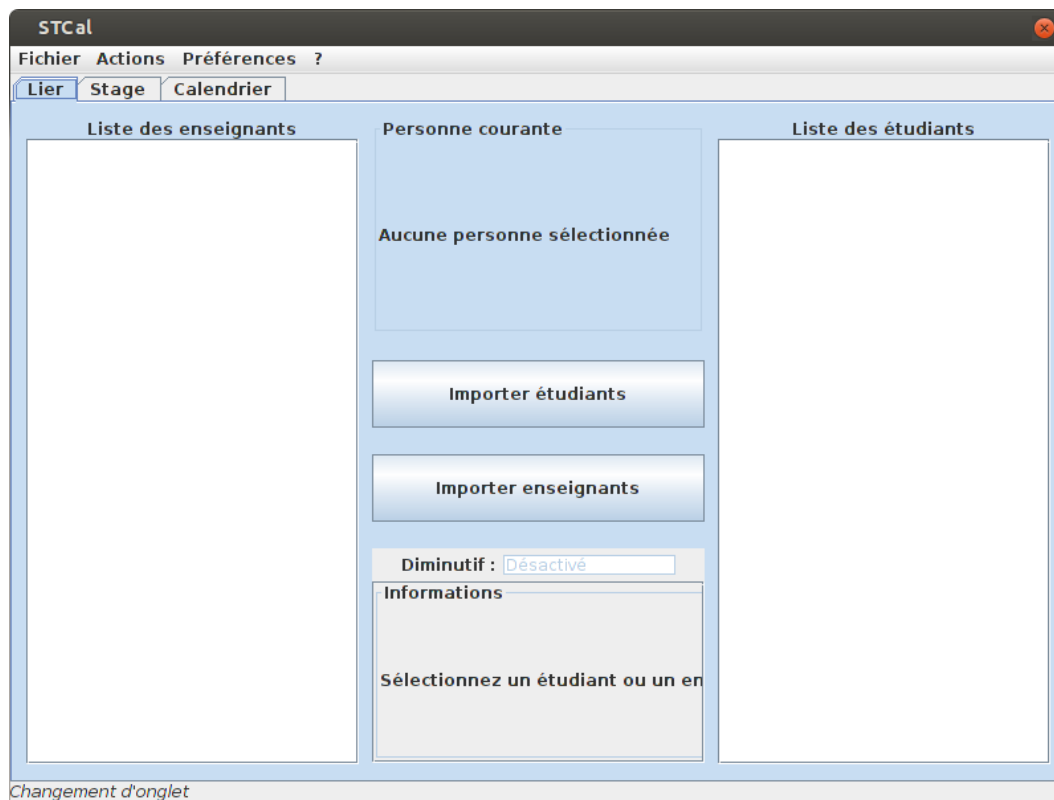 STCal
Fichier Actions Préférences ?
Lier Stage Calendrier
Liste des enseignants
Personne courante
Aucune personne sélectionnée
Importer étudiants
Importer enseignants
Diminutif : Désactivé
Informations
Sélectionnez un étudiant ou un en
Liste des étudiants
Changement d'onglet